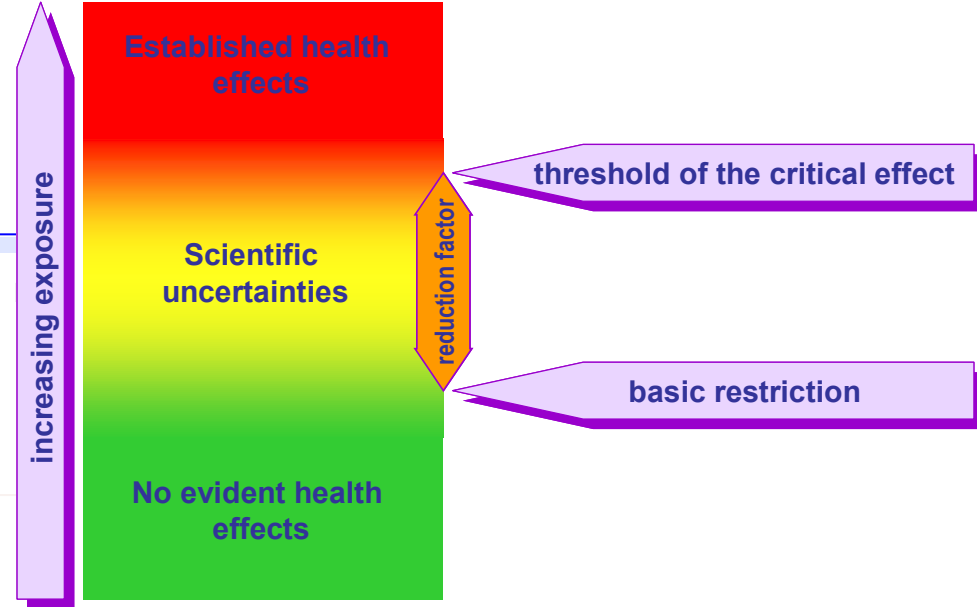 Established health
effects
threshold of the critical effect
increasing exposure
reduction factor
Scientific
uncertainties
basic restriction
No evident health
effects